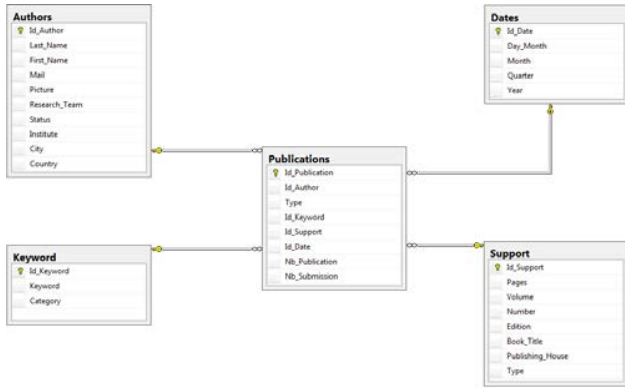 Authors
Id_Author
Last_Name
First_Name
Mail
Picture
Research_Team
Status
Institute
City
Country
Dates
Id_Date
Day_Month
Month
Quarter
Year
Publications
Id_Publication
Id_Author
Type
Id_Keyword
Id_Support
Id_Date
Nb_Publication
Nb_Submission
Keyword
Id_Keyword
Keyword
Category
Support
Id_Support
Pages
Volume
Number
Edition
Book_Title
Publishing_House
Type